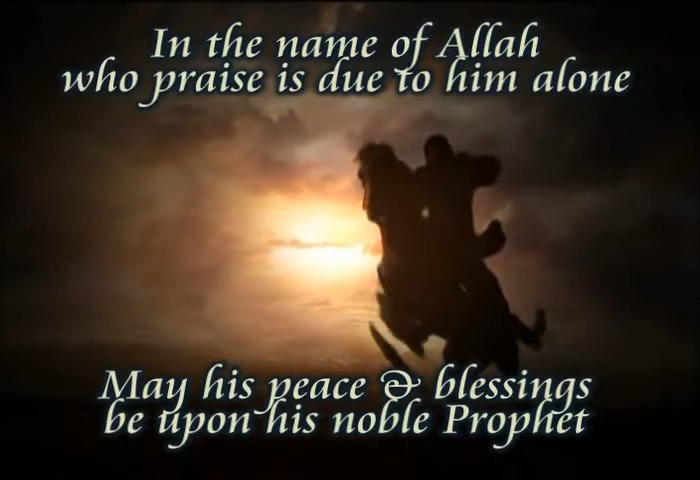 In the name of Allah
who praise is due to him alone
May his peace & blessings
be upon his noble Prophet